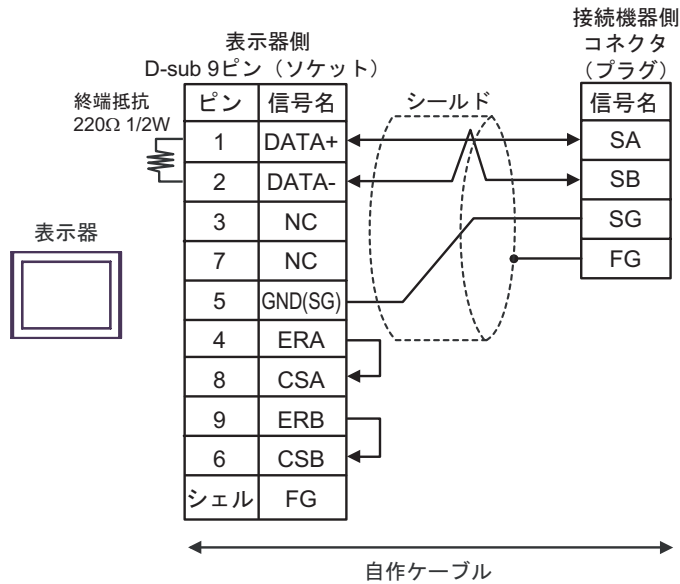 接続機器側
コネクタ
（プラグ）
表示器側
D-sub 9ピン（ソケット）
終端抵抗
220Ω 1/2W
表示器
シールド
ピン 信号名
1 DATA+
2 DATA-
3 NC
7 NC
5 GND(SG)
4 ERA
8 CSA
9 ERB
6 CSB
シェル FG
信号名
SA
SB
SG
FG
自作ケーブル